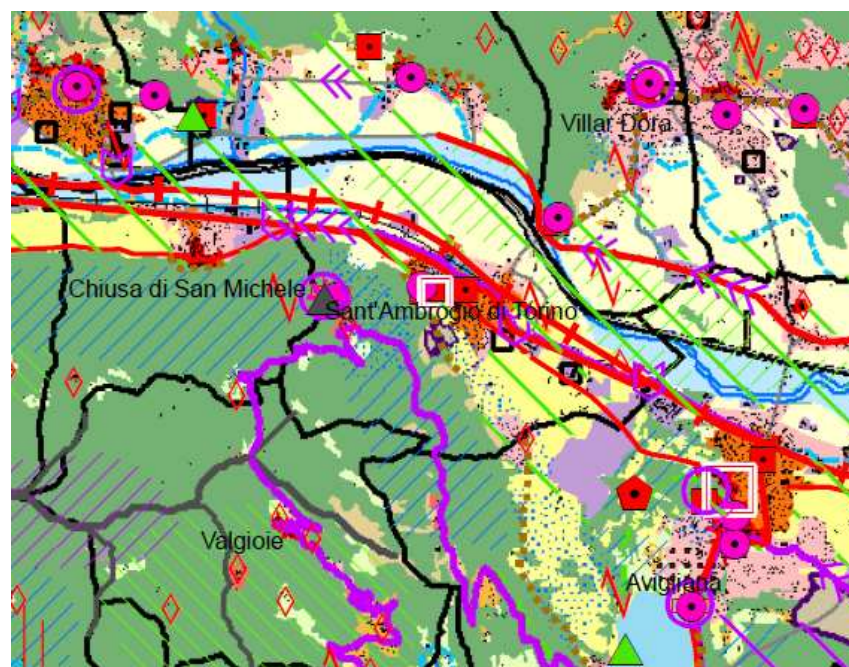 Villar Dora
Chiusa di San Michele
Sant'Ambrogio di Torino
Valgioie
Avigliana